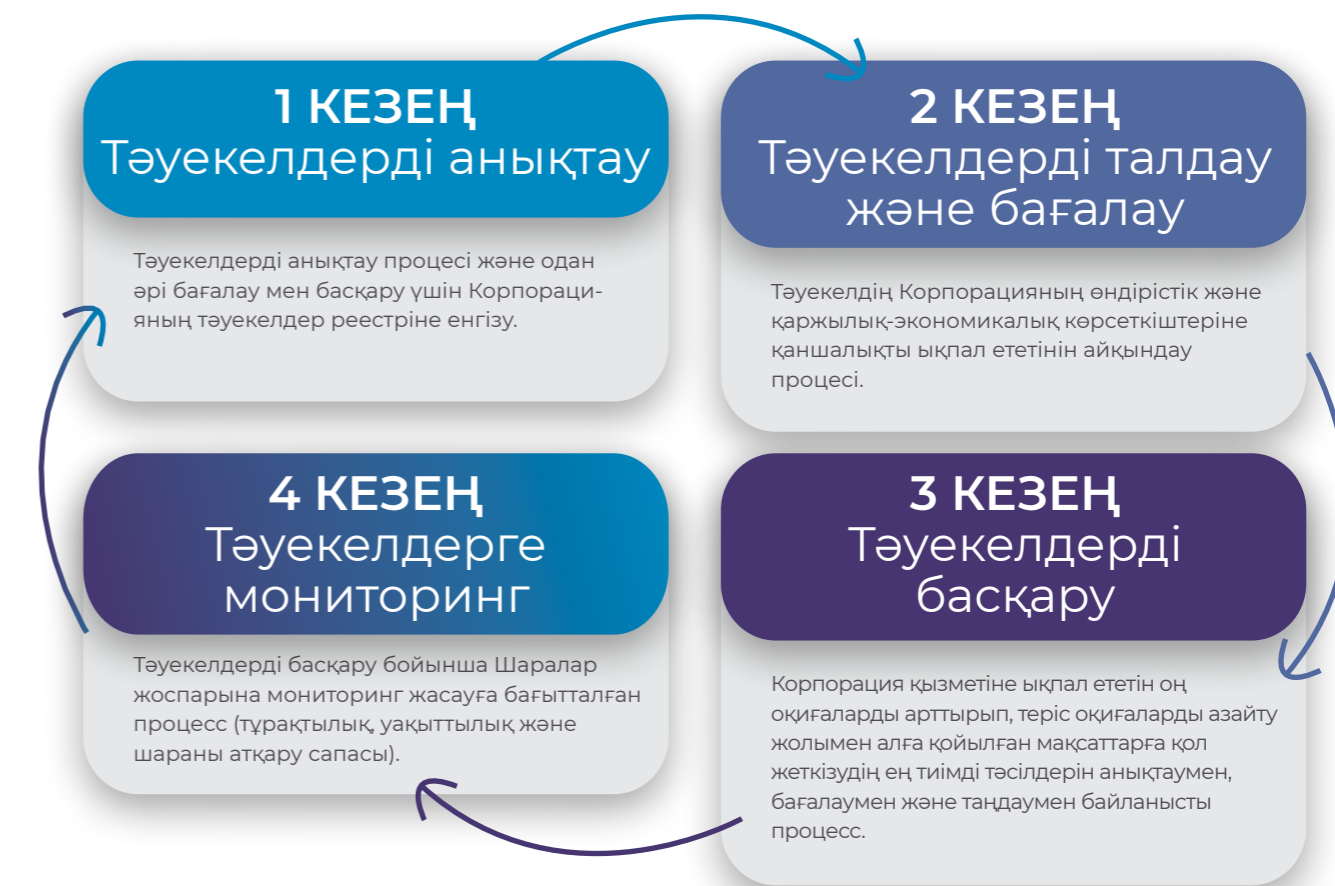 1 КЕЗЕҢ
Тәуекелдерді анықтау
Тәуекелдерді анықтау процесі және одан
әрі бағалау мен басқару үшін Корпораци-
яның тәуекелдер реестріне енгізу.
2 КЕЗЕҢ
Тәуекелдерді талдау
және бағалау
Тәуекелдің Корпорацияның өндірістік және
қаржылық-экономикалық көрсеткіштеріне
қаншалықты ықпал ететінін айқындау
процесі.
3 КЕЗЕҢ
Тәуекелдерді
басқару
Корпорация қызметіне ықпал ететін оң
оқиғаларды арттырып, теріс оқиғаларды азайту
жолымен алға қойылған мақсаттарға қол
жеткізудің ең тиімді тәсілдерін анықтаумен,
бағалаумен және таңдаумен байланысты
процесс.
4 КЕЗЕҢ
Тәуекелдерге
мониторинг
Тәуекелдерді басқару бойынша Шаралар
жоспарына мониторинг жасауға бағытталған
процесс (тұрақтылық, уақыттылық және
шараны атқару сапасы).